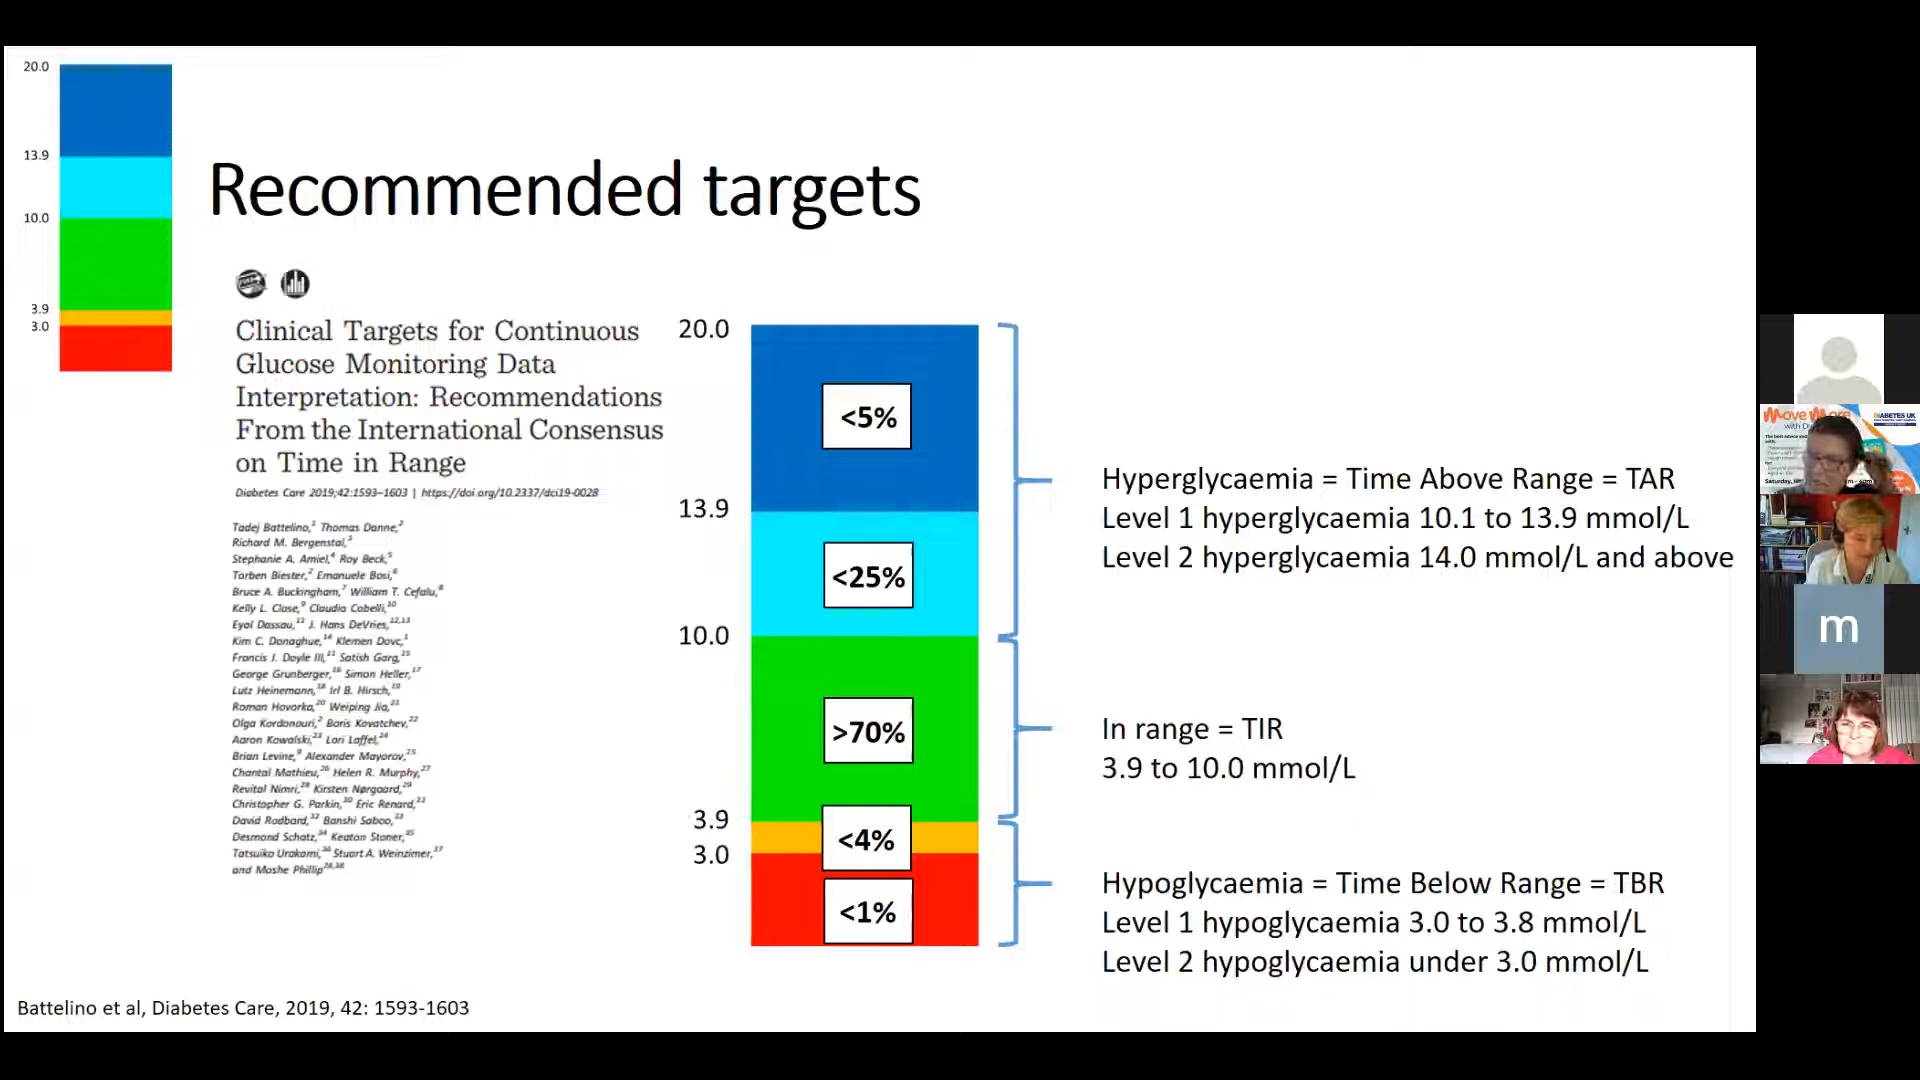 20.0
13.9
10.0
3.9
3.0
Recommended targets
Clinical Targets for Continuous
Glucose Monitoring Data
Interpretation: Recommendations
From the International Consensus
on Time in Range
Diabetes Care 2019;42:1593–1603 | https://doi.org/10.2337/dci19-0028
Tadej Battelino,1 Thomas Danne,2
Richard M. Bergenstal,3
Stephanie A. Amiel,4 Roy Beck,5
Torben Biester,2 Emanuele Bosi,6
Bruce A. Buckingham,7 William T. Cefalu,8
Kelly L. Close,9 Claudio Cobelli,10
Eyal Dassau,11 J. Hans DeVries,12,13
Kim C. Donaghue,14 Klemen Dovc,1
Francis J. Doyle III,11 Satish Garg,15
George Grunberger,16 Simon Heller,17
Lutz Heinemann,18 Irl B. Hirsch,19
Roman Hovorka,20 Weiping Jia,21
Olga Kordonouri,2 Boris Kovatchev,22
Aaron Kowalski,23 Lori Laffel,24
Brian Levine,9 Alexander Mayorov,25
Chantal Mathieu,26 Helen R. Murphy,27
Revital Nimri,28 Kirsten Nørgaard,29
Christopher G. Parkin,30 Eric Renard,31
David Rodbard,32 Banshi Saboo,33
Desmond Schatz,34 Keaton Stoner,35
Tatsuiko Urakami,36 Stuart A. Weinzimer,37
and Moshe Phillip28,38
20.0
<5%
13.9
<25%
10.0
>70%
3.9
<4%
3.0
<1%
Hyperglycaemia = Time Above Range = TAR
Level 1 hyperglycaemia 10.1 to 13.9 mmol/L
Level 2 hyperglycaemia 14.0 mmol/L and above
In range = TIR
3.9 to 10.0 mmol/L
Hypoglycaemia = Time Below Range = TBR
Level 1 hypoglycaemia 3.0 to 3.8 mmol/L
Level 2 hypoglycaemia under 3.0 mmol/L
Battelino et al, Diabetes Care, 2019, 42: 1593-1603
Move More
DIABETES UK
m